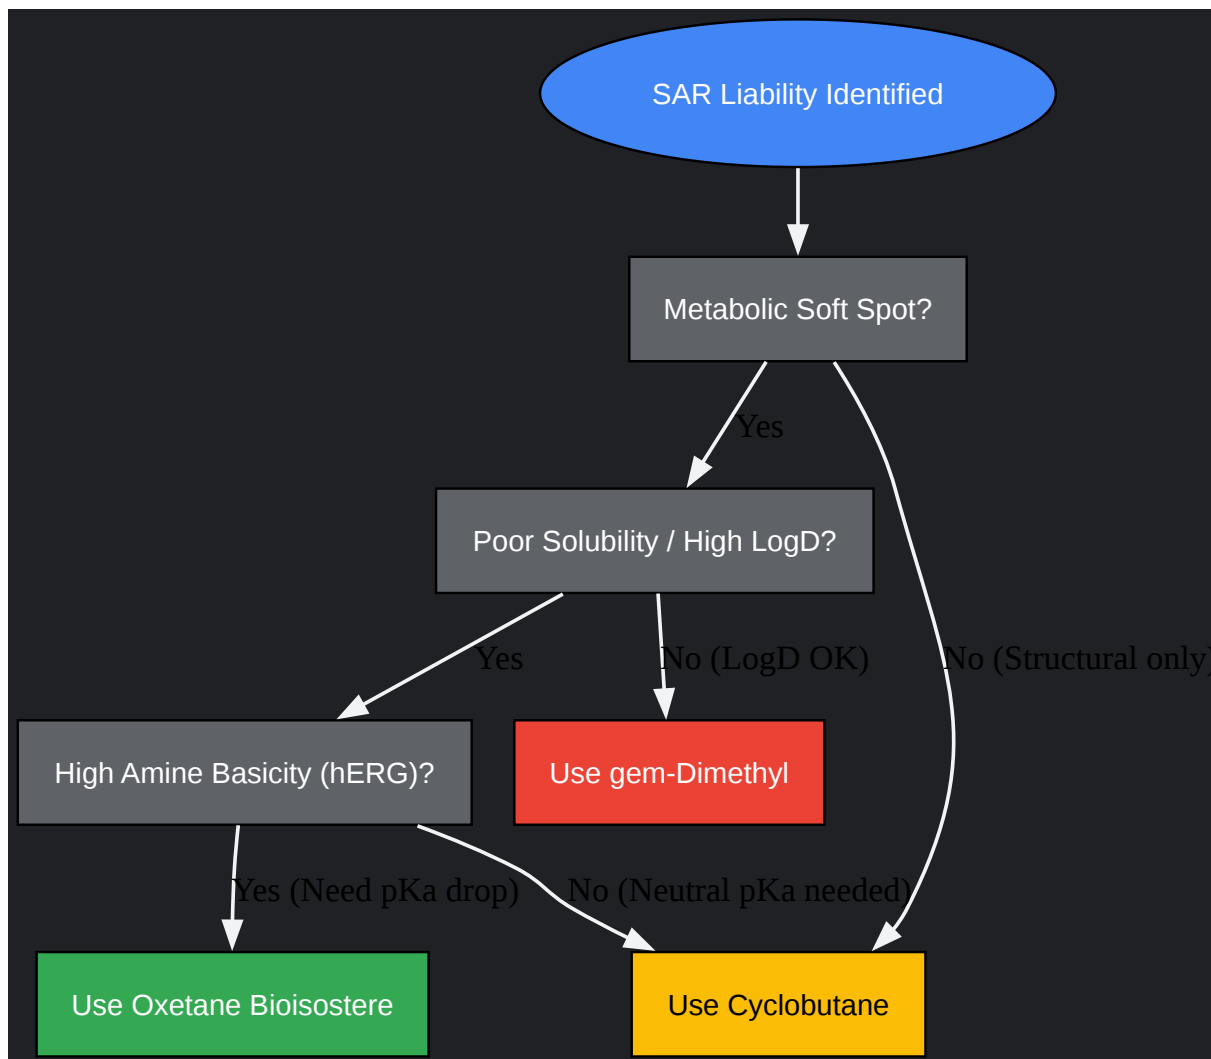 SAR Liability Identified
Metabolic Soft Spot?
Yes
Poor Solubility / High LogD?
Yes
No (LogD OK)
No (Structural only)
High Amine Basicity (hERG)?
Use gem-Dimethyl
Yes (Need pKa drop)
No (Neutral pKa needed)
Use Oxetane Bioisostere
Use Cyclobutane